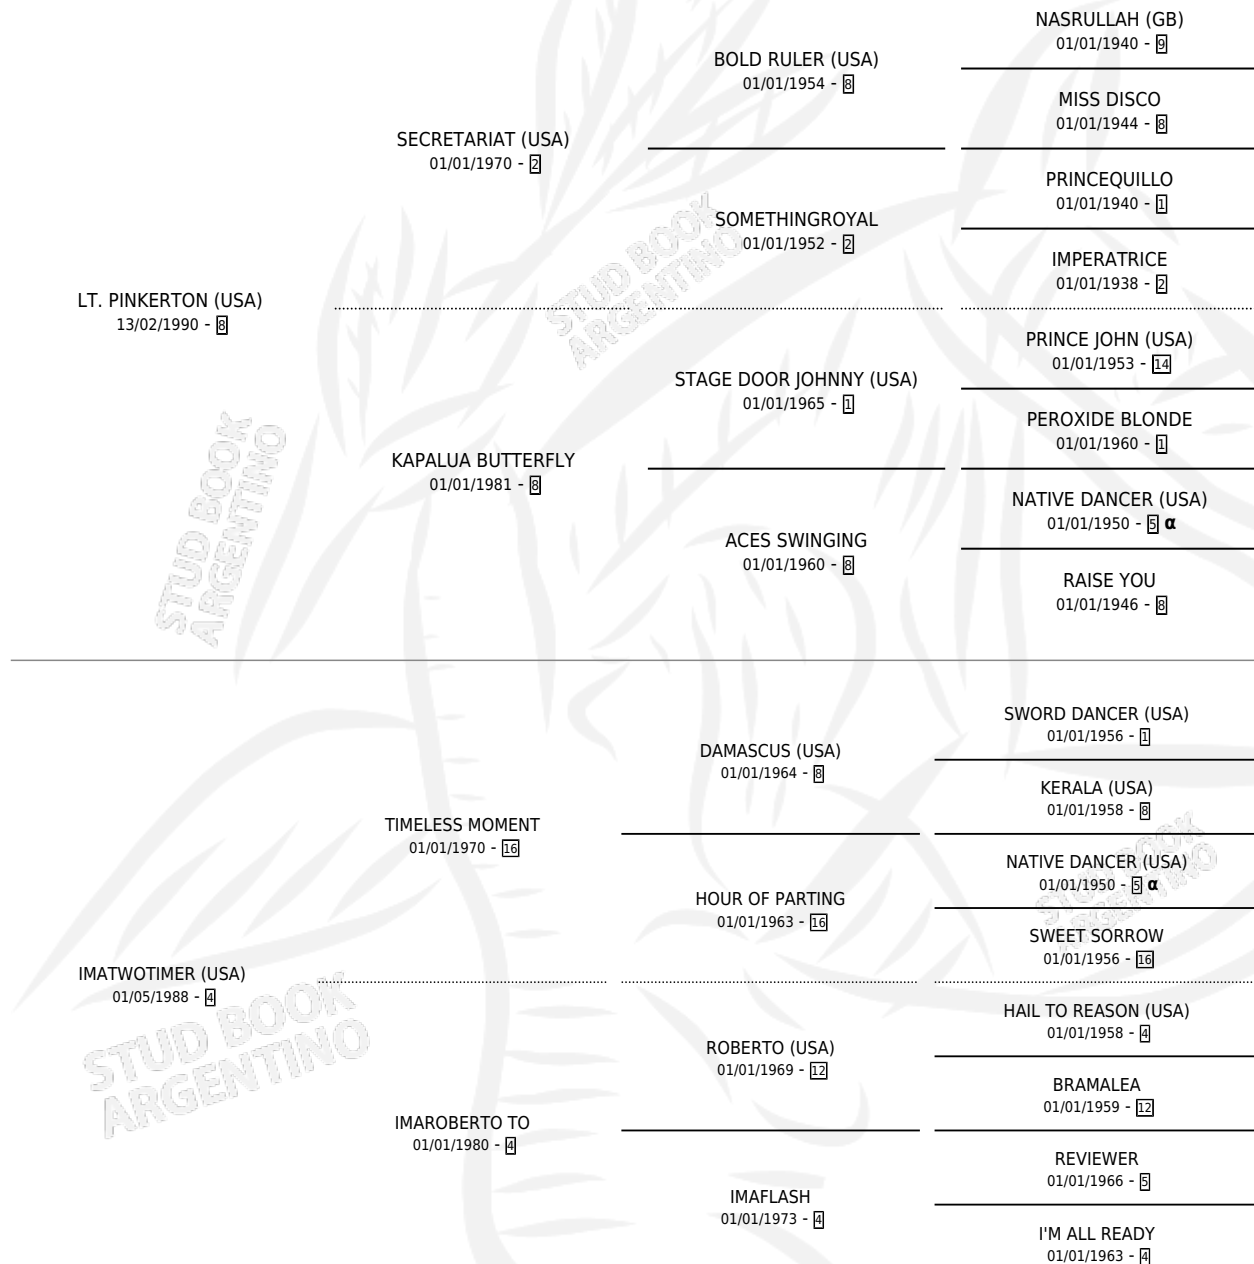 NASRULLAH (GB)
01/01/1940 - 9
BOLD RULER (USA)
01/01/1954 - 8
MISS DISCO
01/01/1944 - 8
SECRETARIAT (USA)
01/01/1970 - 2
PRINCEQUILLO
01/01/1940 - 1
SOMETHINGROYAL
01/01/1952 - 2
IMPERATRICE
01/01/1938 - 2
LT. PINKERTON (USA)
13/02/1990 - 8
PRINCE JOHN (USA)
01/01/1953 - 14
STAGE DOOR JOHNNY (USA)
01/01/1965 - 1
PEROXIDE BLONDE
01/01/1960 - 1
KAPALUA BUTTERFLY
01/01/1981 - 8
NATIVE DANCER (USA)
01/01/1950 - 5 α
ACES SWINGING
01/01/1960 - 8
RAISE YOU
01/01/1946 - 8
SWORD DANCER (USA)
01/01/1956 - 1
DAMASCUS (USA)
01/01/1964 - 8
KERALA (USA)
01/01/1958 - 8
TIMELESS MOMENT
01/01/1970 - 16
NATIVE DANCER (USA)
01/01/1950 - 5 α
HOUR OF PARTING
01/01/1963 - 16
SWEET SORROW
01/01/1956 - 16
IMATWOTIMER (USA)
01/05/1988 - 4
HAIL TO REASON (USA)
01/01/1958 - 4
ROBERTO (USA)
01/01/1969 - 12
BRAMALEA
01/01/1959 - 12
IMAROBERTO TO
01/01/1980 - 4
REVIEWER
01/01/1966 - 5
IMAFLASH
01/01/1973 - 4
I'M ALL READY
01/01/1963 - 4
STUD BOOK
ARGENTINO
STUD BOOK
ARGENTINO
STUD BOOK
ARGENTINO
STUD BOOK
ARGENTINO